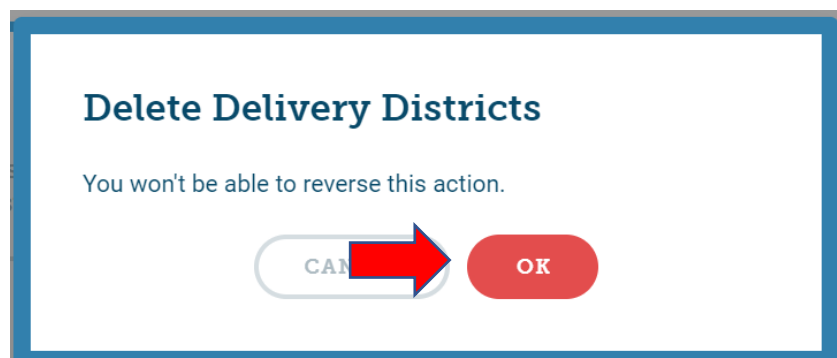 Delete Delivery Districts
You won't be able to reverse this action.
OK